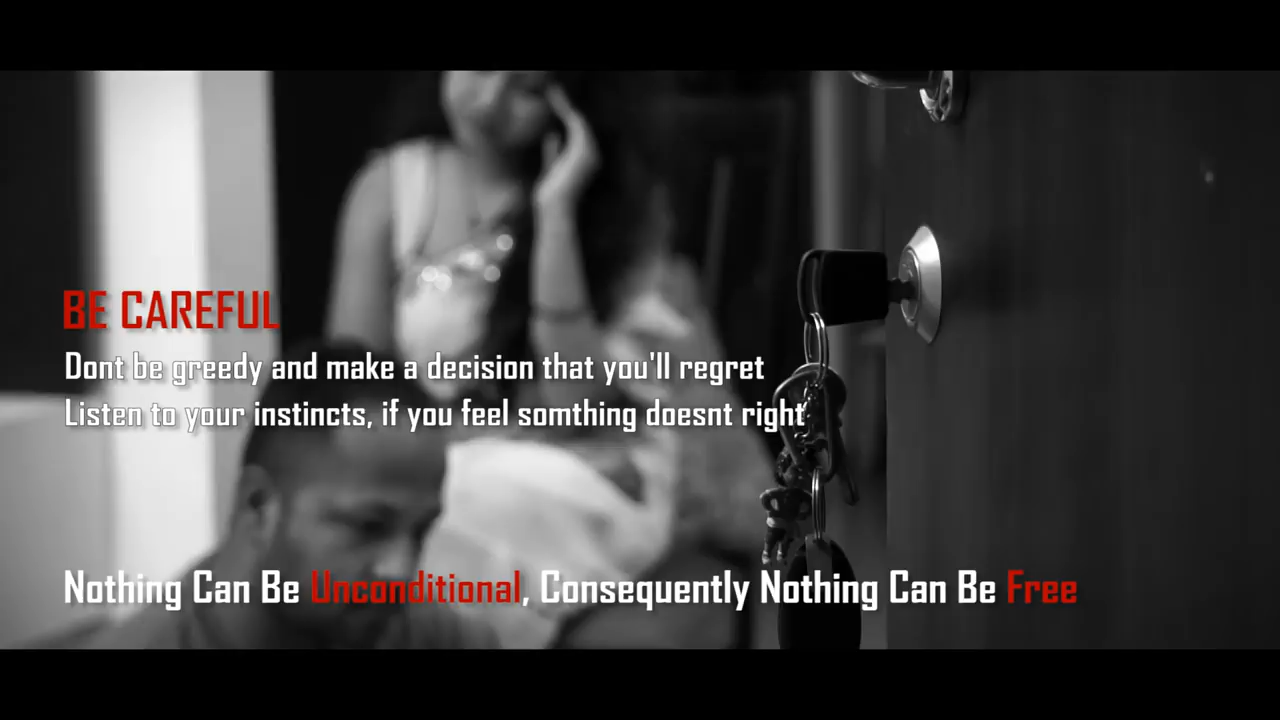 BE CAREFUL
Dont be greedy and make a decision that you'll regret
Listen to your instincts, if you feel somthing doesnt right
Nothing Can Be Unconditional, Consequently Nothing Can Be Free